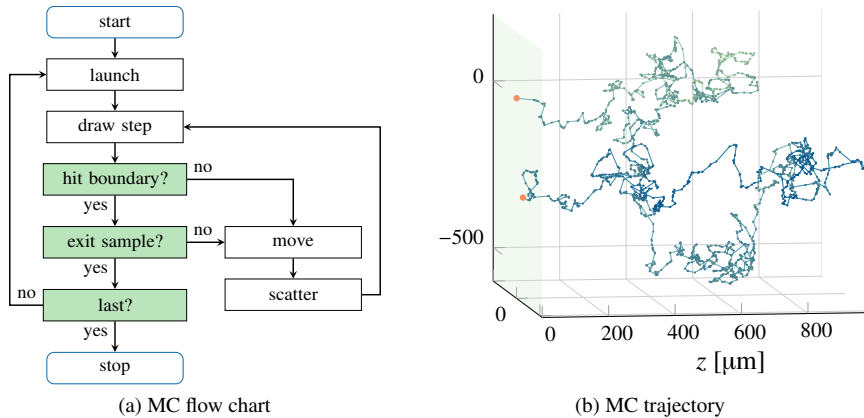 start
launch
draw step
hit boundary?
no
yes
exit sample?
no
move
yes
scatter
no
last?
yes
stop
(a) MC flow chart
0
−500
0
0
200
400
600
800
z [μm]
(b) MC trajectory